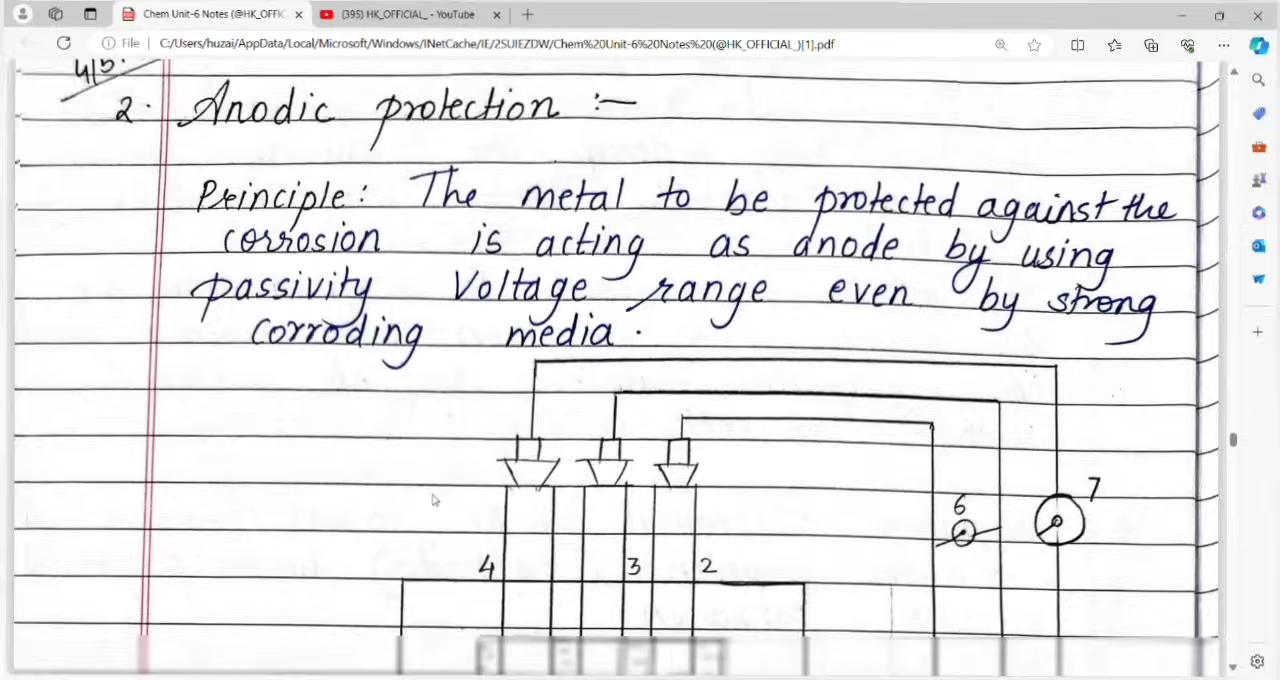 Chem Unit-6 Notes (@HK_OFFIC
(395) HK_OFFICIAL_ - YouTube
File
C:/Users/huzai/AppData/Local/Microsoft/Windows/INetCache/IE/2SUIEZDW/Chem%20Unit-6%20Notes%20(@HK_OFFICIAL_)[1].pdf
2. Anodic protection :-
Principle: The metal to be protected against the
corrosion is acting as anode by using
passivity Voltage range even by strong
corroding media.
7
6
4 3 2